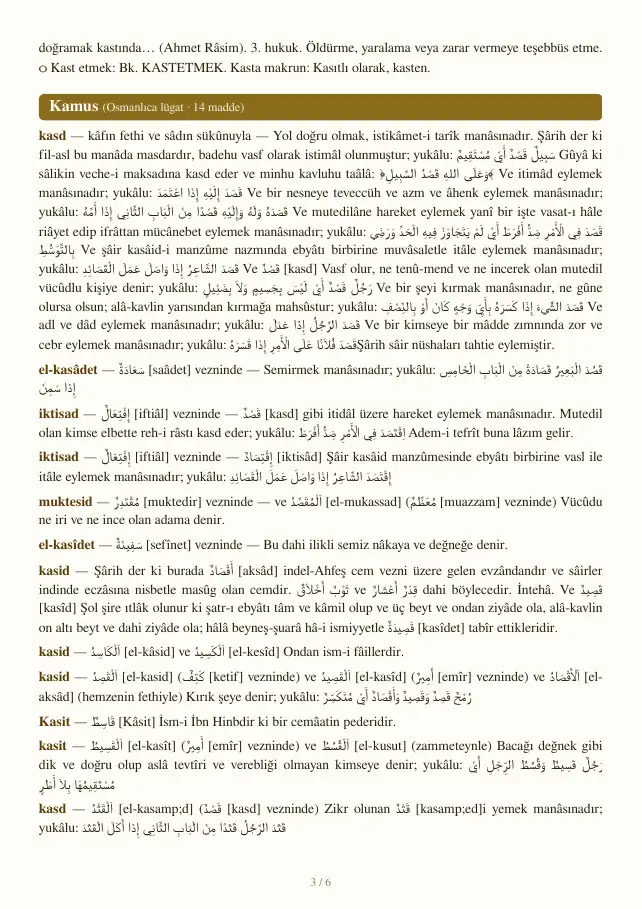 doğramak kastında… (Ahmet Râsim). 3. hukuk. Öldürme, yaralama veya zarar vermeye teşebbüs etme.
○ Kast etmek: Bk. KASTETMEK. Kasta makrun: Kasıtlı olarak, kasten.
Kamus (Osmanlıca lügat · 14 madde)
kasd — kâfın fethi ve sâdın sükûnuyla — Yol doğru olmak, istikâmet-i tarîk manâsınadır. Şârih der ki
fil-asl bu manâda masdardır, badehu vasf olarak istimâl olunmuştur; yukâlu: سَبِيلٌ قَصْدٌ أَيْ مُسْتَقِيمٌ Gûyâ ki
sâlikin veche-i maksadına kasd eder ve minhu kavluhu taâlâ: ﴿وَعَلَى اللهِ قَصْدُ السَّبِيلِ﴾ Ve itimâd eylemek
manâsınadır; yukâlu: قَصَدَ إِلَيْهِ إِذَا اعْتَمَدَ Ve bir nesneye teveccüh ve azm ve âhenk eylemek manâsınadır;
yukâlu: قَصَدَهُ وَلَهُ وَإِلَيْهِ قَصْدًا مِنَ الْبَابِ الثَّانِي إِذَا أَمَّهُ Ve mutedilâne hareket eylemek yanî bir işte vasat-ı hâle
riâyet edip ifrâttan mücânebet eylemek manâsınadır; yukâlu: قَصَدَ فِي الْأَمْرِ ضِدُّ أَفْرَطَ أَيْ لَمْ يَتَجَاوَزْ فِيهِ الْحَدَّ وَرَضِيَ
بِالتَّوَسُّطِ Ve şâir kasâid-i manzûme nazmında ebyâtı birbirine muvâsaletle itâle eylemek manâsınadır;
yukâlu: قَصَدَ الشَّاعِرُ إِذَا وَاصَلَ عَمَلَ الْقَصَائِدِ Ve قَصْدٌ [kasd] Vasf olur, ne tenû-mend ve ne incerek olan mutedil
vücûdlu kişiye denir; yukâlu: رَجُلٌ قَصْدٌ أَيْ لَيْسَ بِجَسِيمٍ وَلاَ بِضَئِيلٍ Ve bir şeyi kırmak manâsınadır, ne gûne
olursa olsun; alâ-kavlin yarısından kırmağa mahsûstur; yukâlu: قَصَدَ الشَّيْءَ إِذَا كَسَرَهُ بِأَيِّ وَجْهٍ كَانَ أَوْ بِالنِّصْفِ Ve
adl ve dâd eylemek manâsınadır; yukâlu: قَصَدَ الرَّجُلُ إِذَا عَدَلَ Ve bir kimseye bir mâdde zımnında zor ve
cebr eylemek manâsınadır; yukâlu: قَصَدَ فُلاَنًا عَلَى الْأَمْرِ إِذَا قَسَرَهُŞârih sâir nüshaları tahtie eylemiştir.
el-kasâdet — سَعَادَةٌ [saâdet] vezninde — Semirmek manâsınadır; yukâlu: قَصُدَ الْبَعِيرُ قَصَادَةً مِنَ الْبَابِ الْخَامِسِ
إِذَا سَمِنَ
iktisad — إِفْتِعَالٌ [iftiâl] vezninde — قَصْدٌ [kasd] gibi itidâl üzere hareket eylemek manâsınadır. Mutedil
olan kimse elbette reh-i râstı kasd eder; yukâlu: اِقْتَصَدَ فِي الْأَمْرِ ضِدُّ أَفْرَطَ Adem-i tefrît buna lâzım gelir.
iktisad — إِفْتِعَالٌ [iftiâl] vezninde — إِقْتِصَادٌ [iktisâd] Şâir kasâid manzûmesinde ebyâtı birbirine vasl ile
itâle eylemek manâsınadır; yukâlu: اِقْتَصَدَ الشَّاعِرُ إِذَا وَاصَلَ عَمَلَ الْقَصَائِدِ
muktesid — مُقْتَدِرٌ [muktedir] vezninde — ve اَلْمُقَصَّدُ [el-mukassad] (مُعَظَّمٌ [muazzam] vezninde) Vücûdu
ne iri ve ne ince olan adama denir.
el-kasîdet — سَفِينَةٌ [sefînet] vezninde — Bu dahi ilikli semiz nâkaya ve değneğe denir.
kasid — Şârih der ki burada أَقْصَادٌ [aksâd] indel-Ahfeş cem vezni üzere gelen evzândandır ve sâirler
indinde eczâsına nisbetle masûg olan cemdir. ثَوْبٌ أَخْلاَقٌ ve قِدْرٌ أَعْشَارٌ dahi böylecedir. İntehâ. Ve قَصِيدٌ
[kasîd] Şol şire ıtlâk olunur ki şatr-ı ebyâtı tâm ve kâmil olup ve üç beyt ve ondan ziyâde ola, alâ-kavlin
on altı beyt ve dahi ziyâde ola; hâlâ beyneş-şuarâ hâ-i ismiyyetle قَصِيدَةٌ [kasîdet] tabîr ettikleridir.
kasid — اَلْكَاسِدُ [el-kâsid] ve اَلْكَسِيدُ [el-kesîd] Ondan ism-i fâillerdir.
kasid — اَلْقَصِدُ [el-kasid] (كَتِفٌ [ketif] vezninde) ve اَلْقَصِيدُ [el-kasîd] (أَمِيرٌ [emîr] vezninde) ve اَلْأَقْصَادُ [el-
aksâd] (hemzenin fethiyle) Kırık şeye denir; yukâlu: رُمْحٌ قَصِدٌ وَقَصِيدٌ وَأَقْصَادٌ أَيْ مُتَكَسِّرٌ
Kasit — قَاسِطٌ [Kâsit] İsm-i İbn Hinbdir ki bir cemâatin pederidir.
kasit — اَلْقَسِيطُ [el-kasît] (أَمِيرٌ [emîr] vezninde) ve اَلْقُسُطُ [el-kusut] (zammeteynle) Bacağı değnek gibi
dik ve doğru olup aslâ tevtîri ve verebliği olmayan kimseye denir; yukâlu: رَجُلٌ قَسِيطٌ وَقُسُطُ الرِّجْلِ أَيْ
مُسْتَقِيمُهَا بِلاَ أَطْرٍ
kasd — اَلْقَثْدُ [el-kasamp;d] (قَصْدٌ [kasd] vezninde) Zikr olunan قَثَدٌ [kasamp;ed]i yemek manâsınadır;
yukâlu: قَثَدَ الرَّجُلُ قَثْدًا مِنَ الْبَابِ الثَّانِي إِذَا أَكَلَ الْقَثَدَ
3 / 6